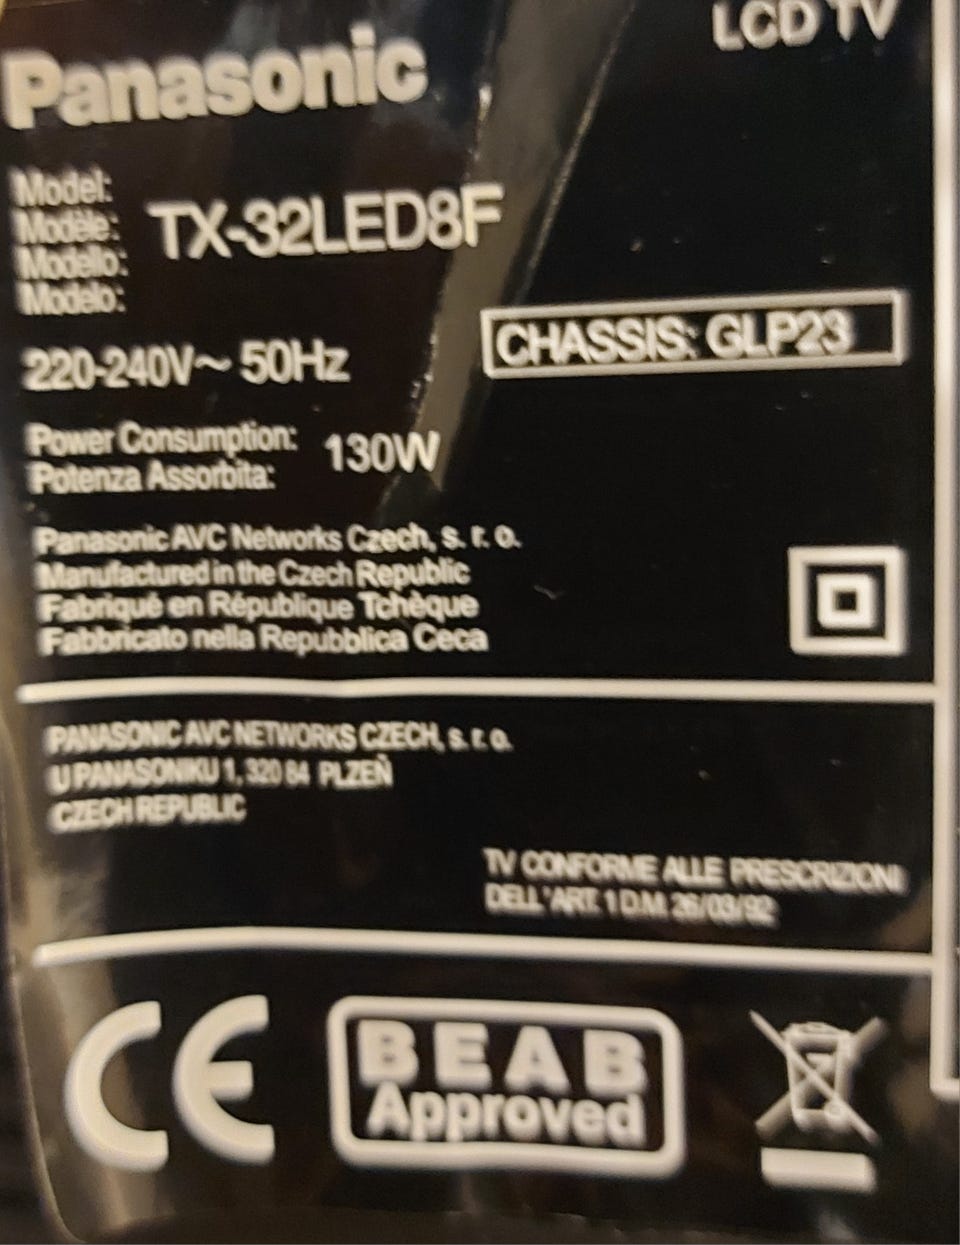 LCD TV
Panasonic
Model:
Modèle:
Modello:
Modelo:
TX-32LED8F
220-240V~ 50Hz
CHASSIS: GLP23
Power Consumption:
Potenza Assorbita:
130W
Panasonic AVC Networks Czech, s. r. o.
Manufactured in the Czech Republic
Fabriqué en République Tchèque
Fabbricato nella Repubblica Ceca
PANASONIC AVC NETWORKS CZECH, s. r. o.
U PANASONIKU 1, 320 84 PLZEŇ
CZECH REPUBLIC
TV CONFORME ALLE PRESCRIZIONI
DELL'ART. 1 D.M. 26/03/92
CE
BEAB
Approved